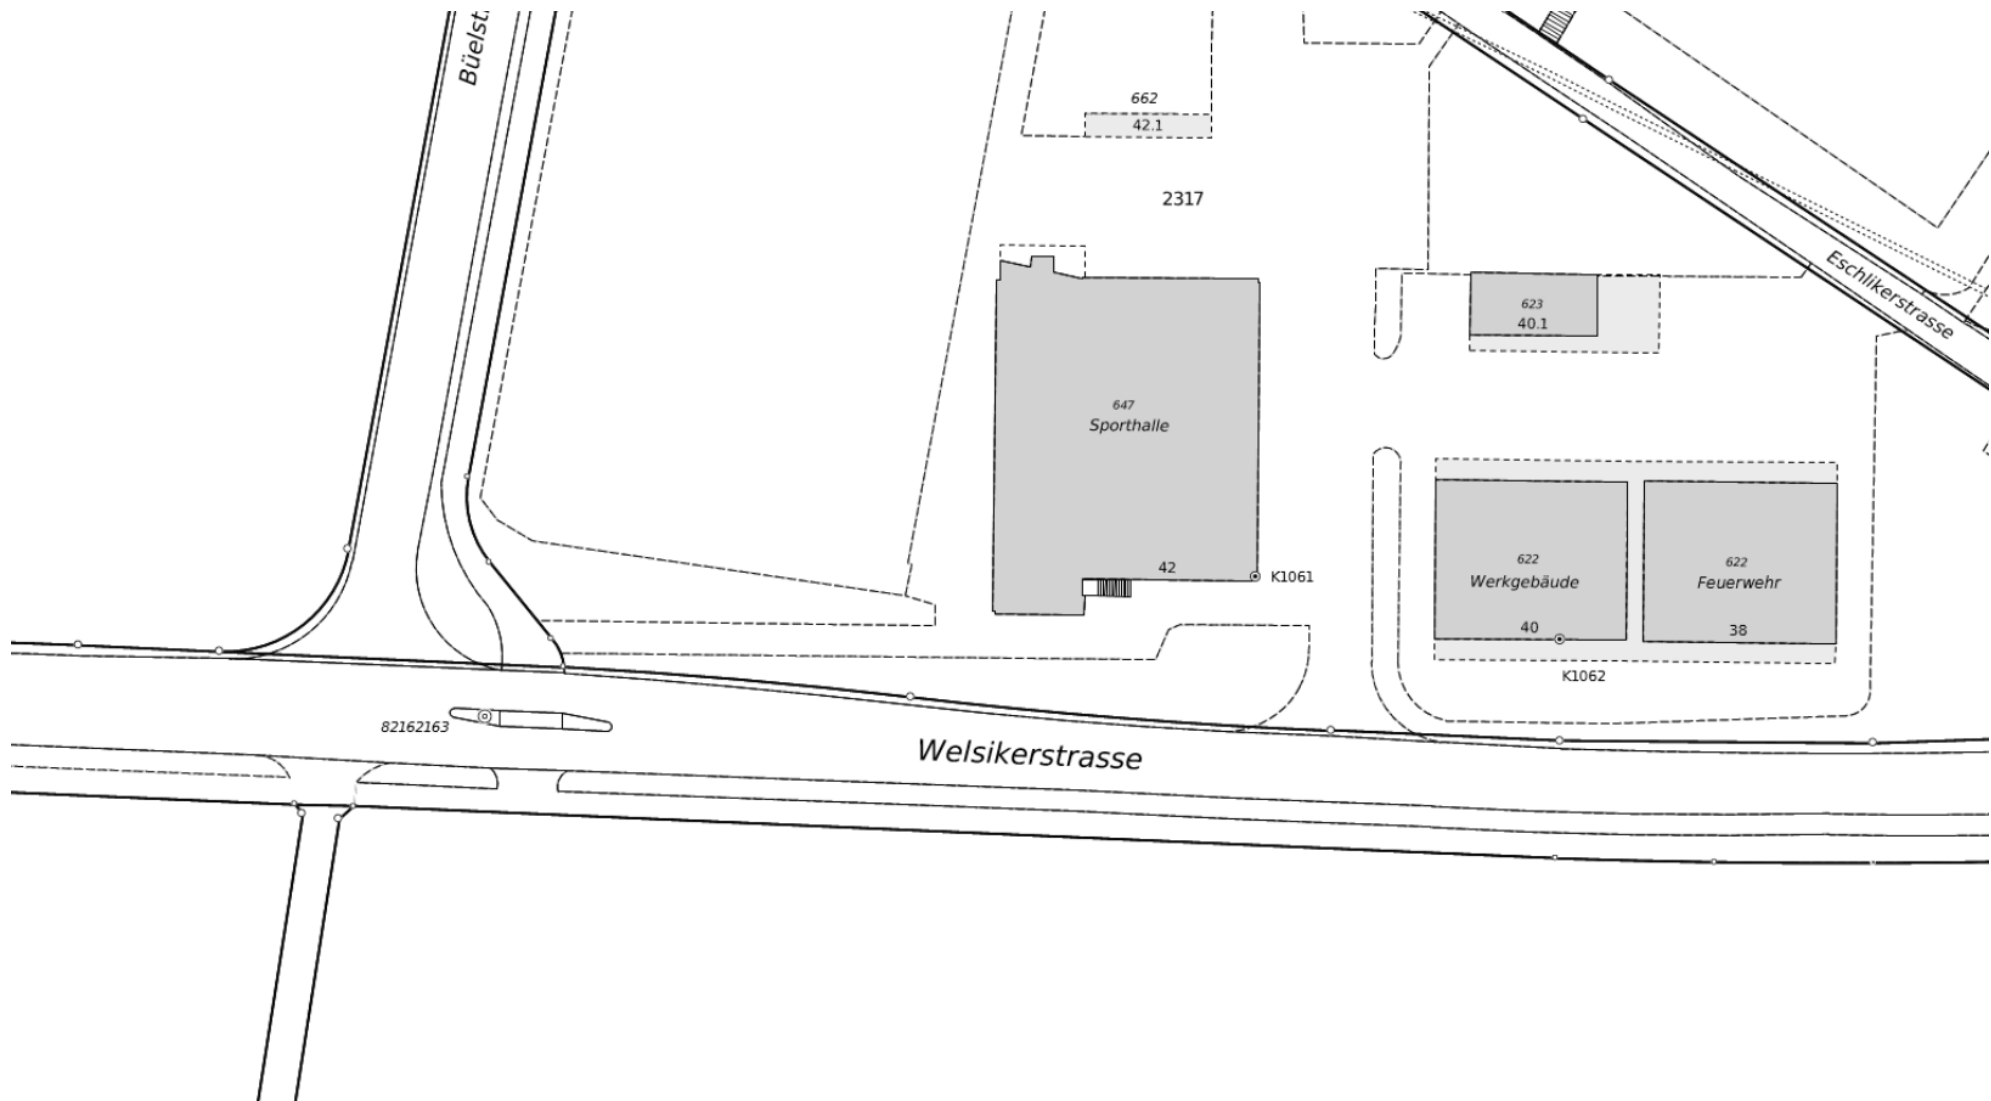 Büelst
662
42.1
2317
Eschlikerstrasse
623
40.1
647
Sporthalle
42
K1061
622
Werkgebäude
40
622
Feuerwehr
38
K1062
82162163
Welsikerstrasse